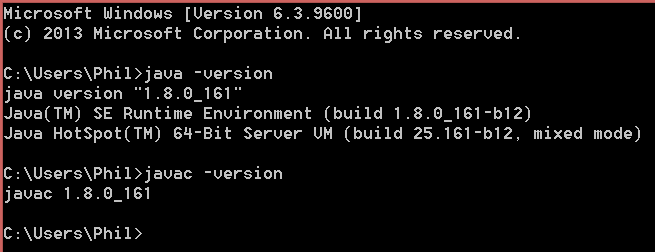 Microsoft Windows [Version 6.3.9600]
(c) 2013 Microsoft Corporation. All rights reserved.
C:\Users\Phil>java -version
java version "1.8.0_161"
Java(TM) SE Runtime Environment (build 1.8.0_161-b12)
Java HotSpot(TM) 64-Bit Server VM (build 25.161-b12, mixed mode)
C:\Users\Phil>javac -version
javac 1.8.0_161
C:\Users\Phil>